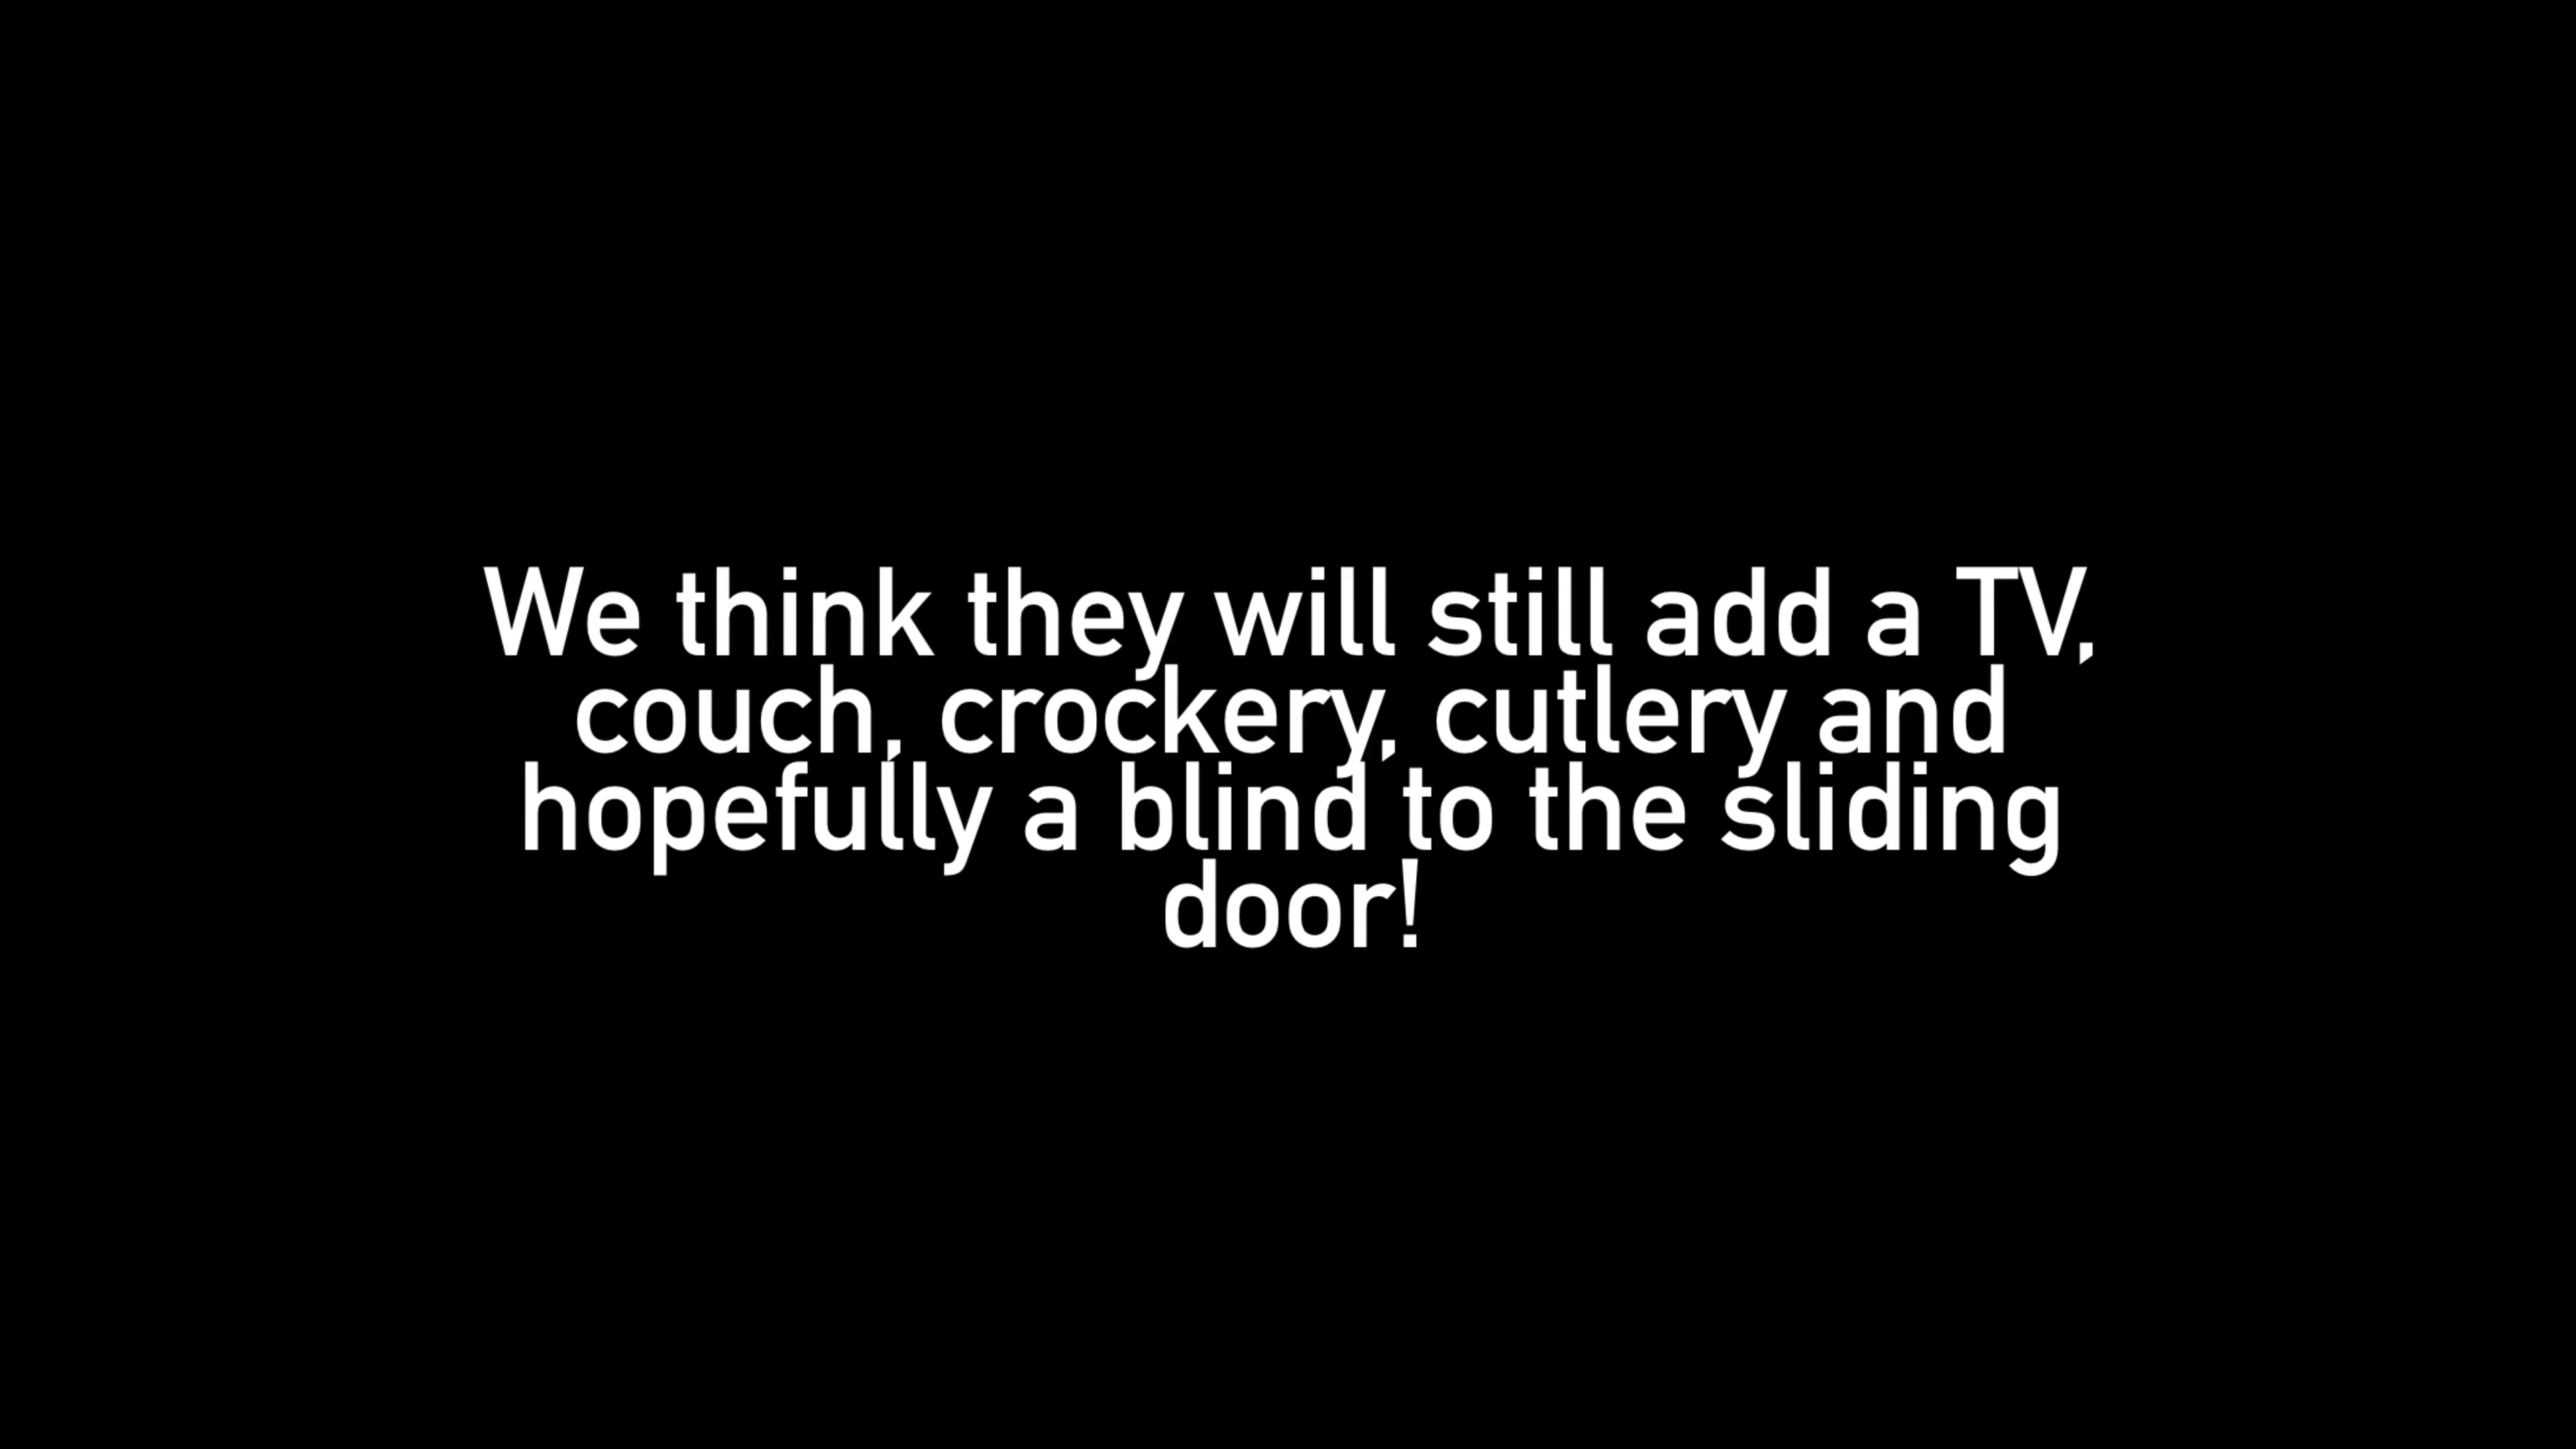 We think they will still add a TV,
couch, crockery, cutlery and
hopefully a blind to the sliding
door!